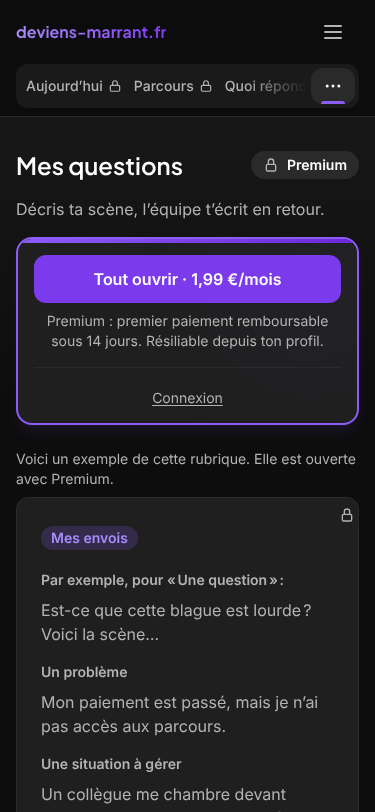 deviens-marrant.fr
Aujourd’hui Parcours Quoi répond
Mes questions
Premium
Décris ta scène, l’équipe t’écrit en retour.
Tout ouvrir · 1,99 €/mois
Premium : premier paiement remboursable
sous 14 jours. Résiliable depuis ton profil.
Connexion
Voici un exemple de cette rubrique. Elle est ouverte
avec Premium.
Mes envois
Par exemple, pour « Une question » :
Est-ce que cette blague est lourde ?
Voici la scène…
Un problème
Mon paiement est passé, mais je n’ai
pas accès aux parcours.
Une situation à gérer
Un collègue me chambre devant